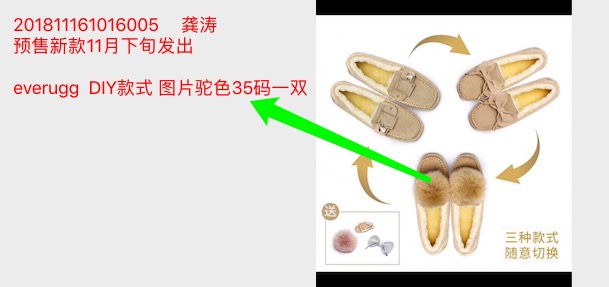 201811161016005 龚涛
预售新款11月下旬发出
everugg DIY款式 图片驼色35码一双
送
三种款式
随意切换